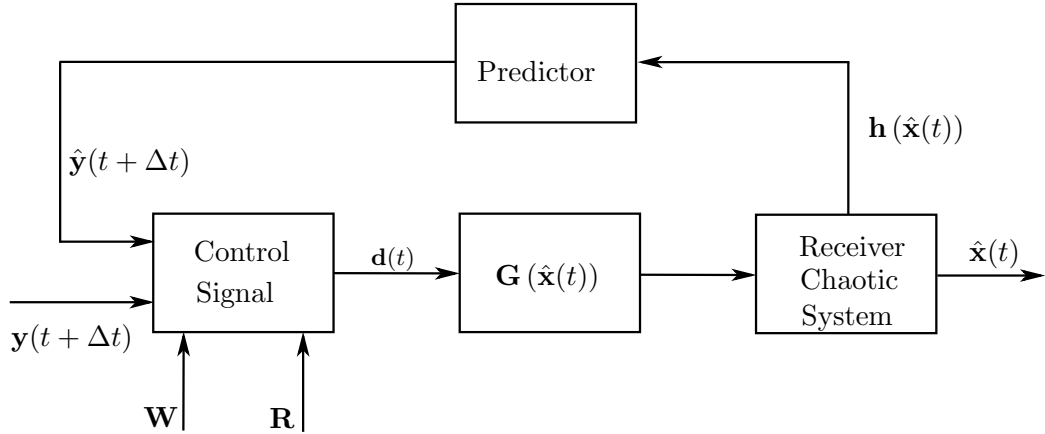 Predictor
h (x̂(t))
ŷ(t + Δt)
Control
Signal
d(t)
G (x̂(t))
Receiver
Chaotic
System
x̂(t)
y(t + Δt)
W
R